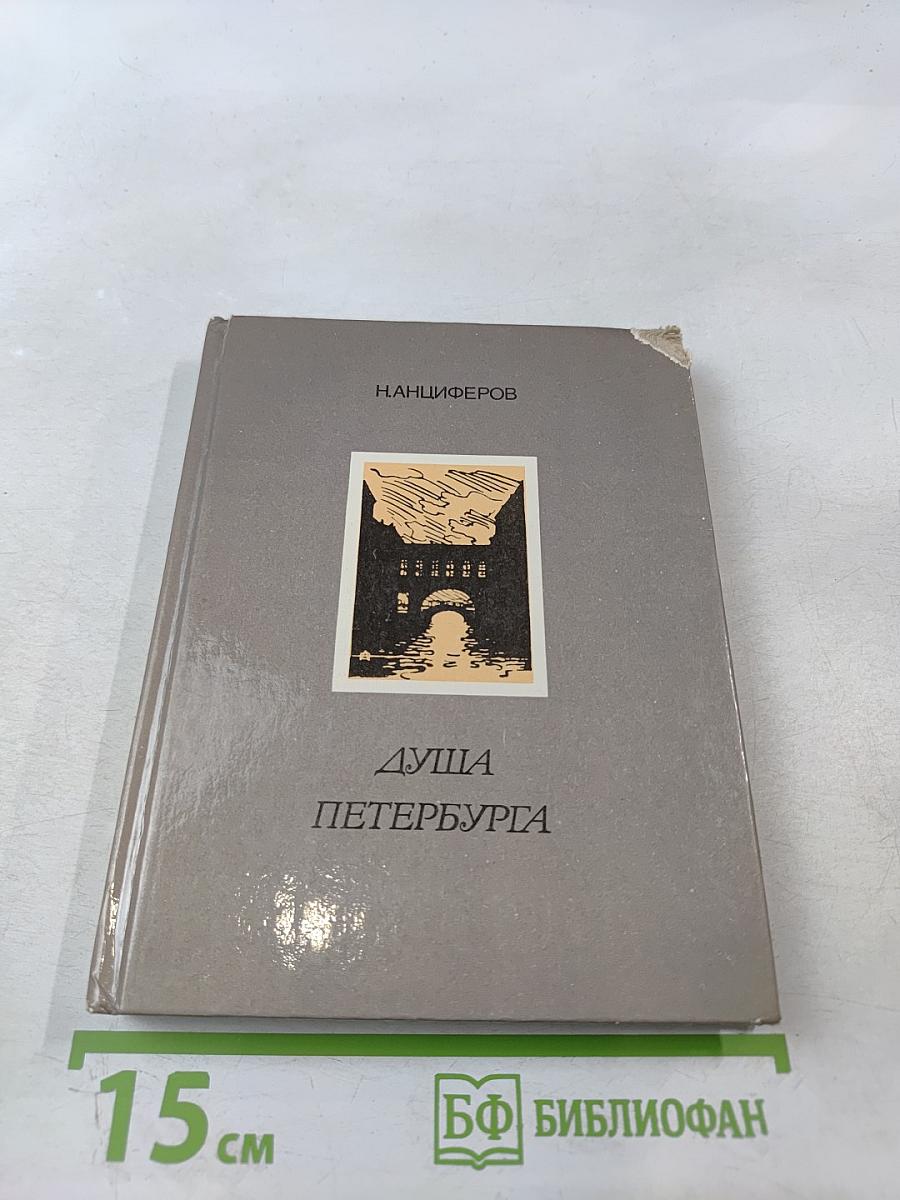 Н.АНЦИФЕРОВ
ДУША
ПЕТЕРБУРГА
15 см
БФ БИБЛИОФАН